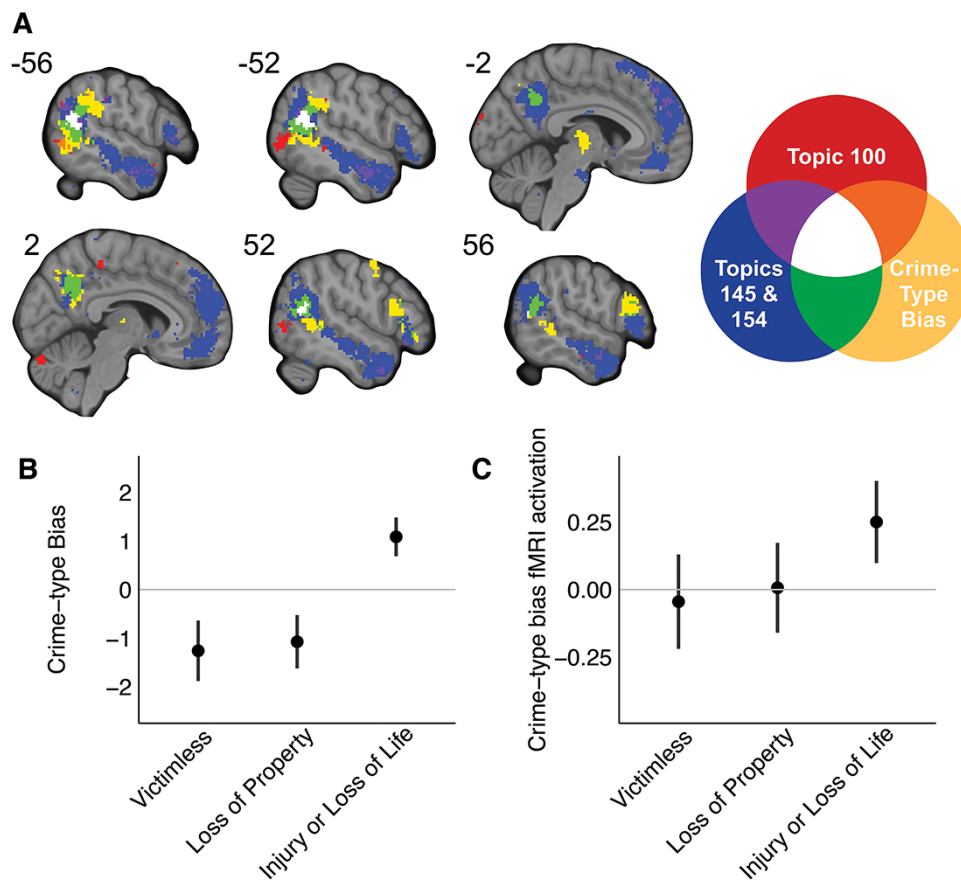 A
-56
-52
-2
2
52
56
Topic 100
Topics
145 &
154
Crime-
Type
Bias
B
Crime−type Bias
2
1
0
−1
−2
Victimless
Loss of Property
Injury or Loss of Life
C
Crime−type bias fMRI activation
0.25
0.00
−0.25
Victimless
Loss of Property
Injury or Loss of Life